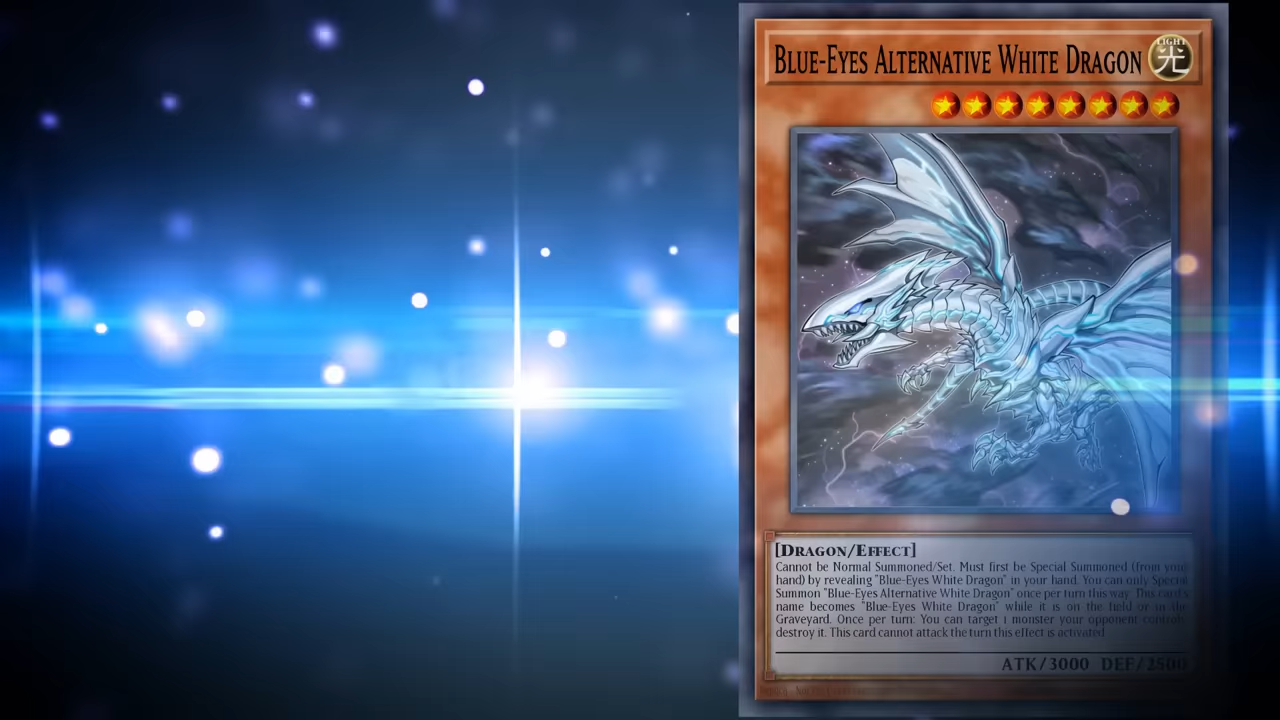 BLUE-EYES ALTERNATIVE WHITE DRAGON
LIGHT
光
[DRAGON/EFFECT]
Cannot be Normal Summoned/Set. Must first be Special Summoned (from your
hand) by revealing "Blue-Eyes White Dragon" in your hand. You can only Special
Summon "Blue-Eyes Alternative White Dragon" once per turn this way. This card's
name becomes "Blue-Eyes White Dragon" while it is on the field or in the
Graveyard. Once per turn: You can target 1 monster your opponent controls;
destroy it. This card cannot attack the turn this effect is activated.
ATK/3000 DEF/2500